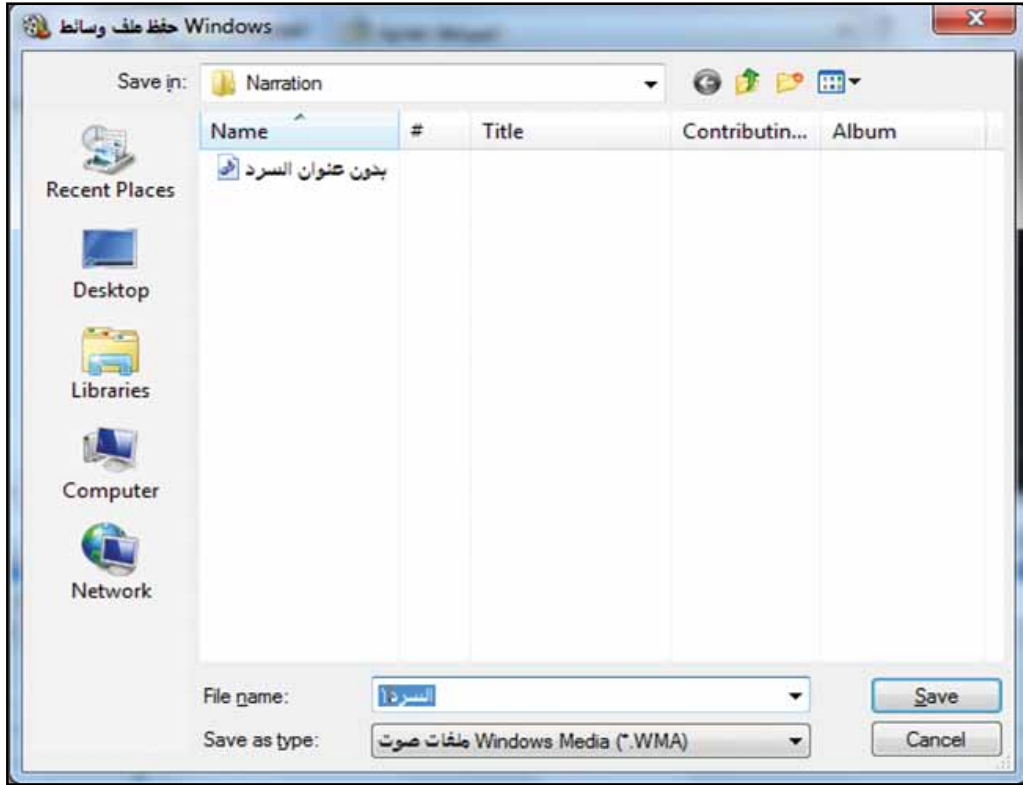 حفظ ملف وسائط Windows
Save in: Narration
Name # Title Contributin... Album
بدون عنوان السرد
Recent Places
Desktop
Libraries
Computer
Network
File name: السرد١ Save
Save as type: ملفات صوت Windows Media (*.WMA) Cancel